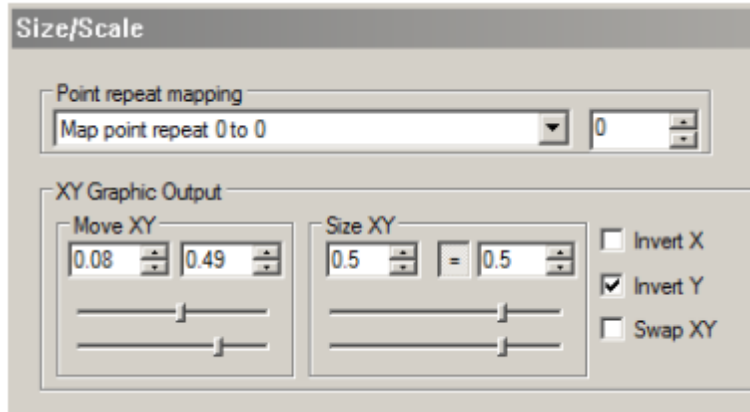 Size/Scale
Point repeat mapping
Map point repeat 0 to 0
0
XY Graphic Output
Move XY
0.08
0.49
Size XY
0.5
=
0.5
Invert X
Invert Y
Swap XY